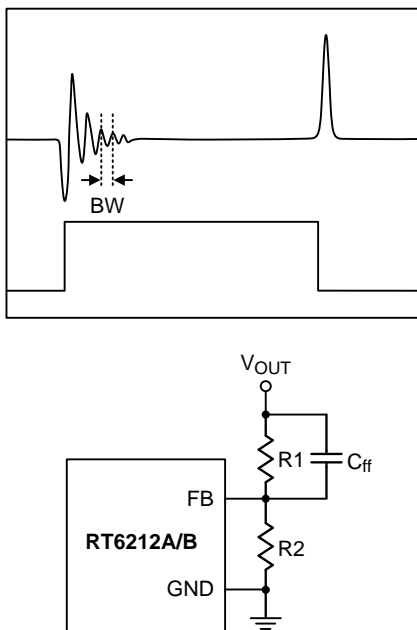 BW
VOUT
R1
Cff
FB
RT6212A/B
R2
GND